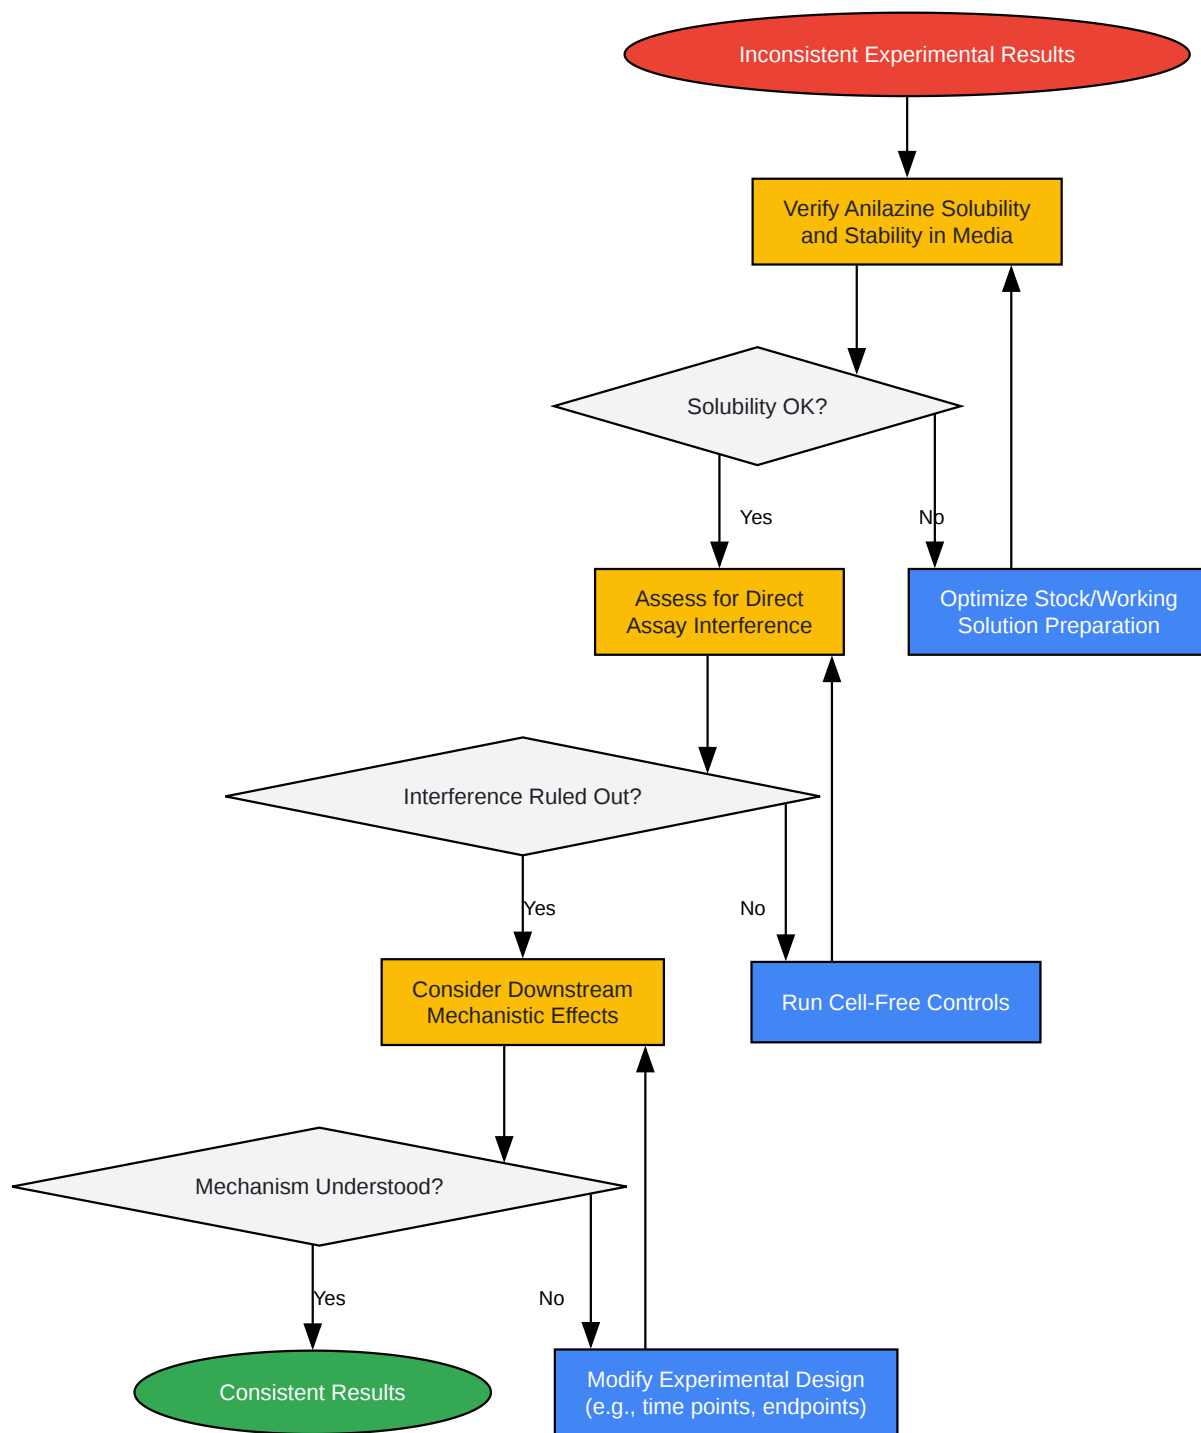 Inconsistent Experimental Results
Verify Anilazine Solubility
and Stability in Media
Solubility OK?
Yes
No
Assess for Direct
Assay Interference
Optimize Stock/Working
Solution Preparation
Interference Ruled Out?
Yes
No
Consider Downstream
Mechanistic Effects
Run Cell-Free Controls
Mechanism Understood?
Yes
No
Consistent Results
Modify Experimental Design
(e.g., time points, endpoints)